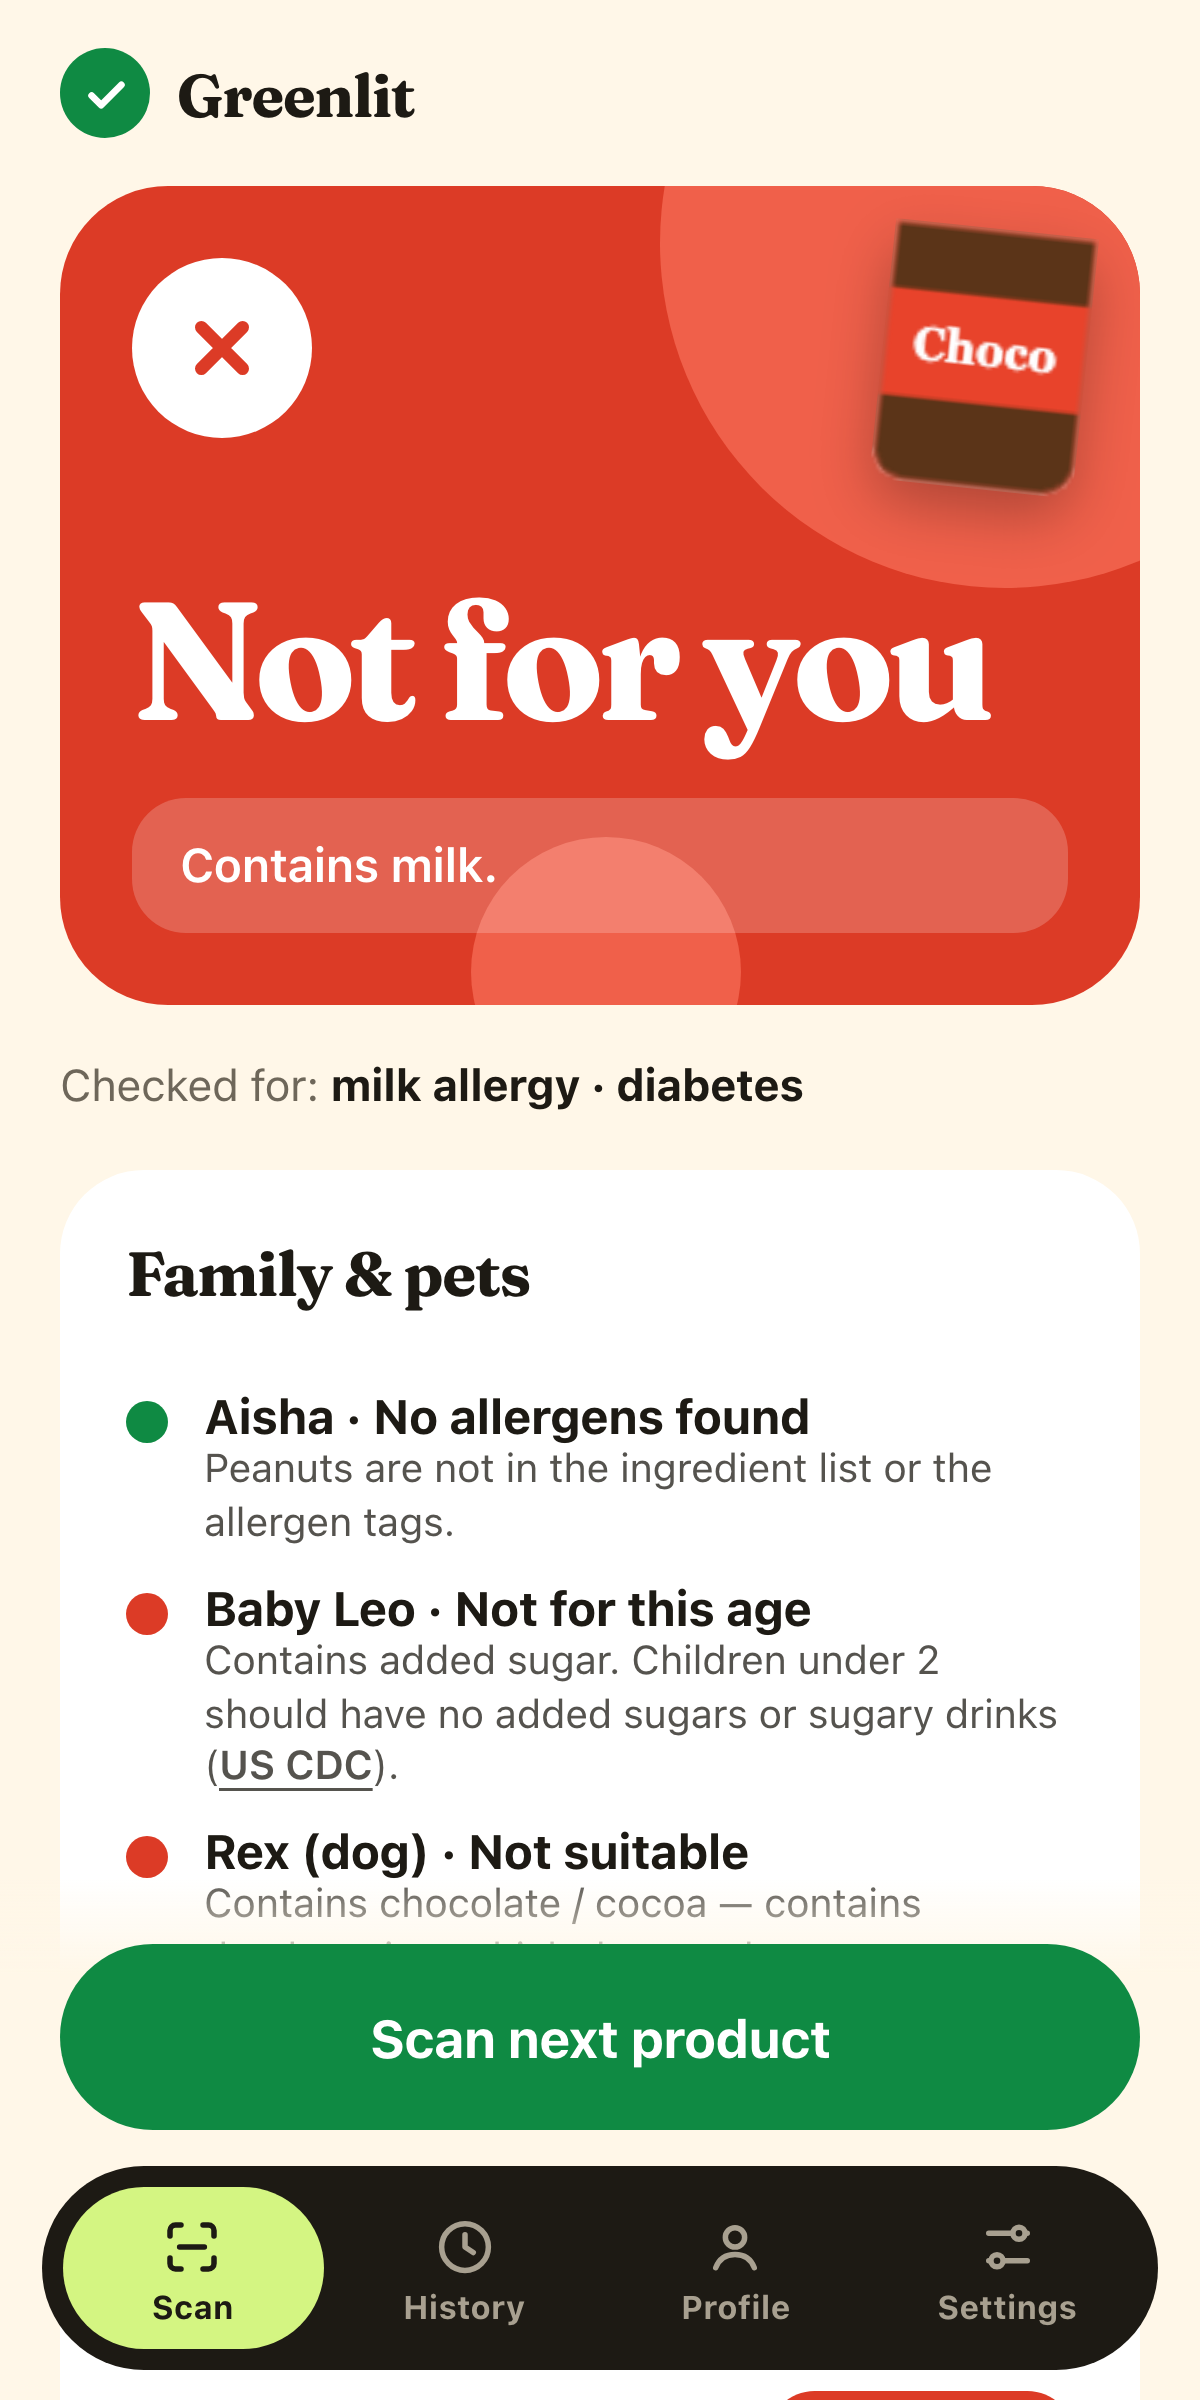 Greenlit
Choco
Not for you
Contains milk.
Checked for: milk allergy · diabetes
Family & pets
Aisha · No allergens found
Peanuts are not in the ingredient list or the
allergen tags.
Baby Leo · Not for this age
Contains added sugar. Children under 2
should have no added sugars or sugary drinks
(US CDC).
Rex (dog) · Not suitable
Contains chocolate / cocoa — contains
Scan next product
Scan
History
Profile
Settings